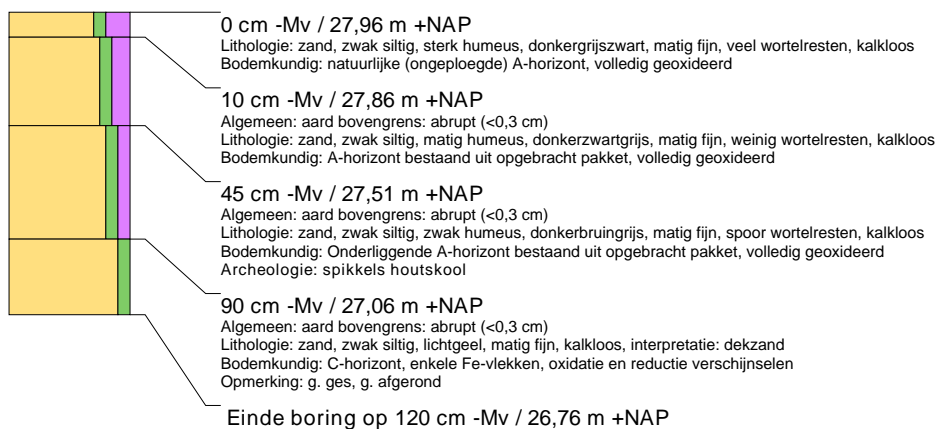 0 cm -Mv / 27,96 m +NAP
Lithologie: zand, zwak siltig, sterk humeus, donkergrijszwart, matig fijn, veel wortelresten, kalkloos
Bodemkundig: natuurlijke (ongeploegde) A-horizont, volledig geoxideerd
10 cm -Mv / 27,86 m +NAP
Algemeen: aard bovengrens: abrupt (<0,3 cm)
Lithologie: zand, zwak siltig, matig humeus, donkerzwartgrijs, matig fijn, weinig wortelresten, kalkloos
Bodemkundig: A-horizont bestaand uit opgebracht pakket, volledig geoxideerd
45 cm -Mv / 27,51 m +NAP
Algemeen: aard bovengrens: abrupt (<0,3 cm)
Lithologie: zand, zwak siltig, zwak humeus, donkerbruingrijs, matig fijn, spoor wortelresten, kalkloos
Bodemkundig: Onderliggende A-horizont bestaand uit opgebracht pakket, volledig geoxideerd
Archeologie: spikkels houtskool
90 cm -Mv / 27,06 m +NAP
Algemeen: aard bovengrens: abrupt (<0,3 cm)
Lithologie: zand, zwak siltig, lichtgeel, matig fijn, kalkloos, interpretatie: dekzand
Bodemkundig: C-horizont, enkele Fe-vlekken, oxidatie en reductie verschijnselen
Opmerking: g. ges, g. afgerond
Einde boring op 120 cm -Mv / 26,76 m +NAP